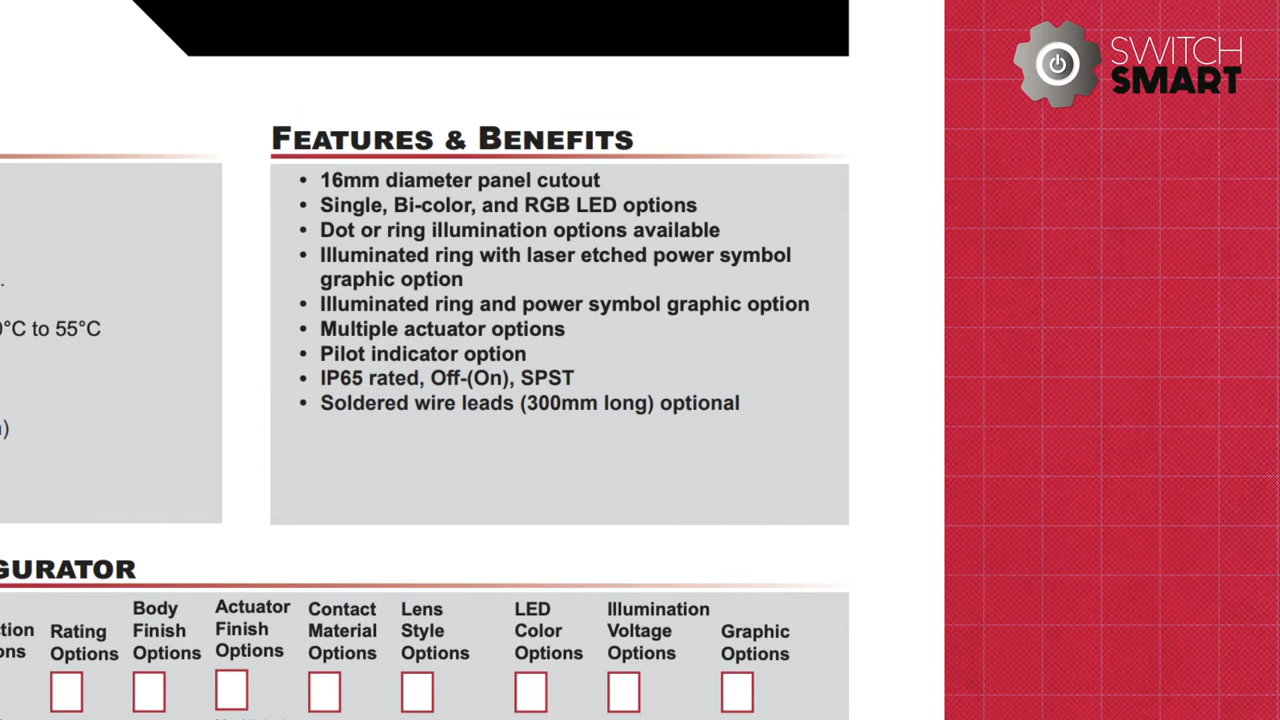 SWITCH
SMART
FEATURES & BENEFITS
• 16mm diameter panel cutout
• Single, Bi-color, and RGB LED options
• Dot or ring illumination options available
• Illuminated ring with laser etched power symbol
graphic option
• Illuminated ring and power symbol graphic option
• Multiple actuator options
• Pilot indicator option
• IP65 rated, Off-(On), SPST
• Soldered wire leads (300mm long) optional
°C to 55°C
GURATOR
Rating
Options
Body
Finish
Options
Actuator
Finish
Options
Contact
Material
Options
Lens
Style
Options
LED
Color
Options
Illumination
Voltage
Options
Graphic
Options